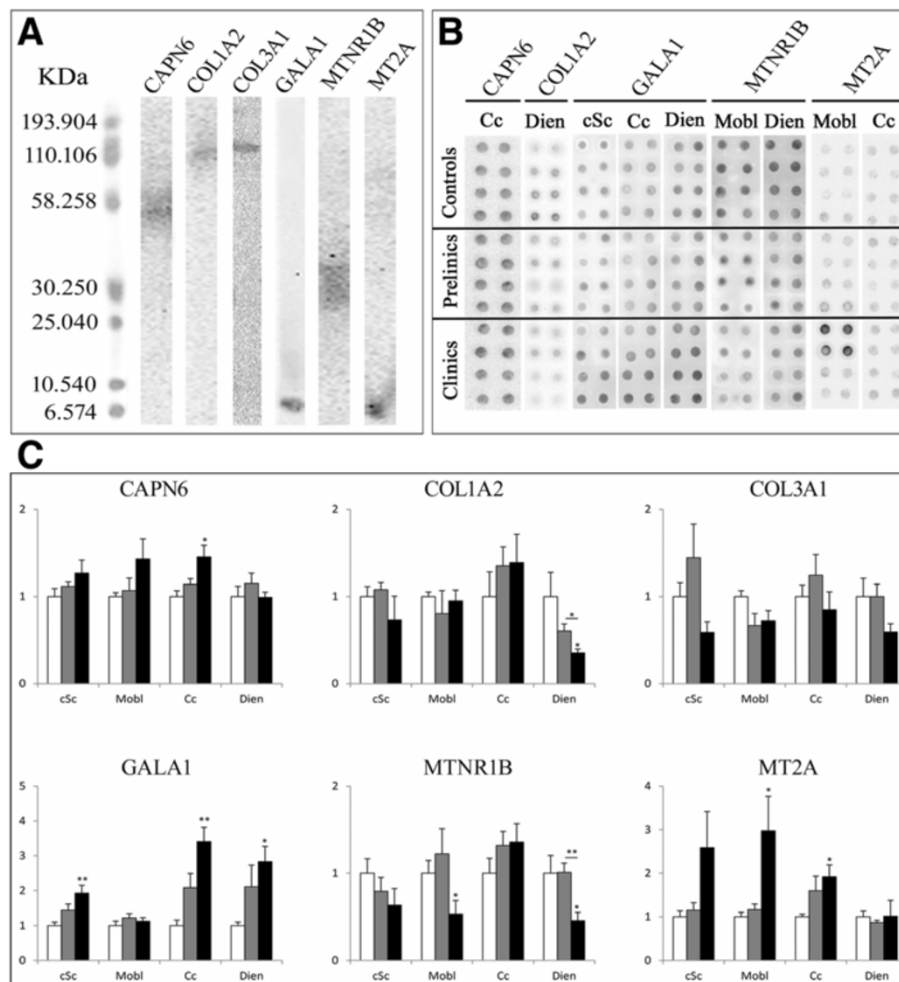 A
KDa
CAPN6
COL1A2
COL3A1
GALA1
MTNR1B
MT2A
193.904
110.106
58.258
30.250
25.040
10.540
6.574
B
CAPN6
COL1A2
GALA1
MTNR1B
MT2A
Cc Dien cSc Cc Dien Mobl Dien Mobl Cc
Controls
Prelinics
Clinics
C
CAPN6 COL1A2 COL3A1
2 2 2
1 1 1
* * *
0 0 0
cSc Mobl Cc Dien cSc Mobl Cc Dien cSc Mobl Cc Dien
GALA1 MTNR1B MT2A
5 2 4
4 3
3 1 2
2 1
1
** ** * * ** * * *
0 0 0
cSc Mobl Cc Dien cSc Mobl Cc Dien cSc Mobl Cc Dien